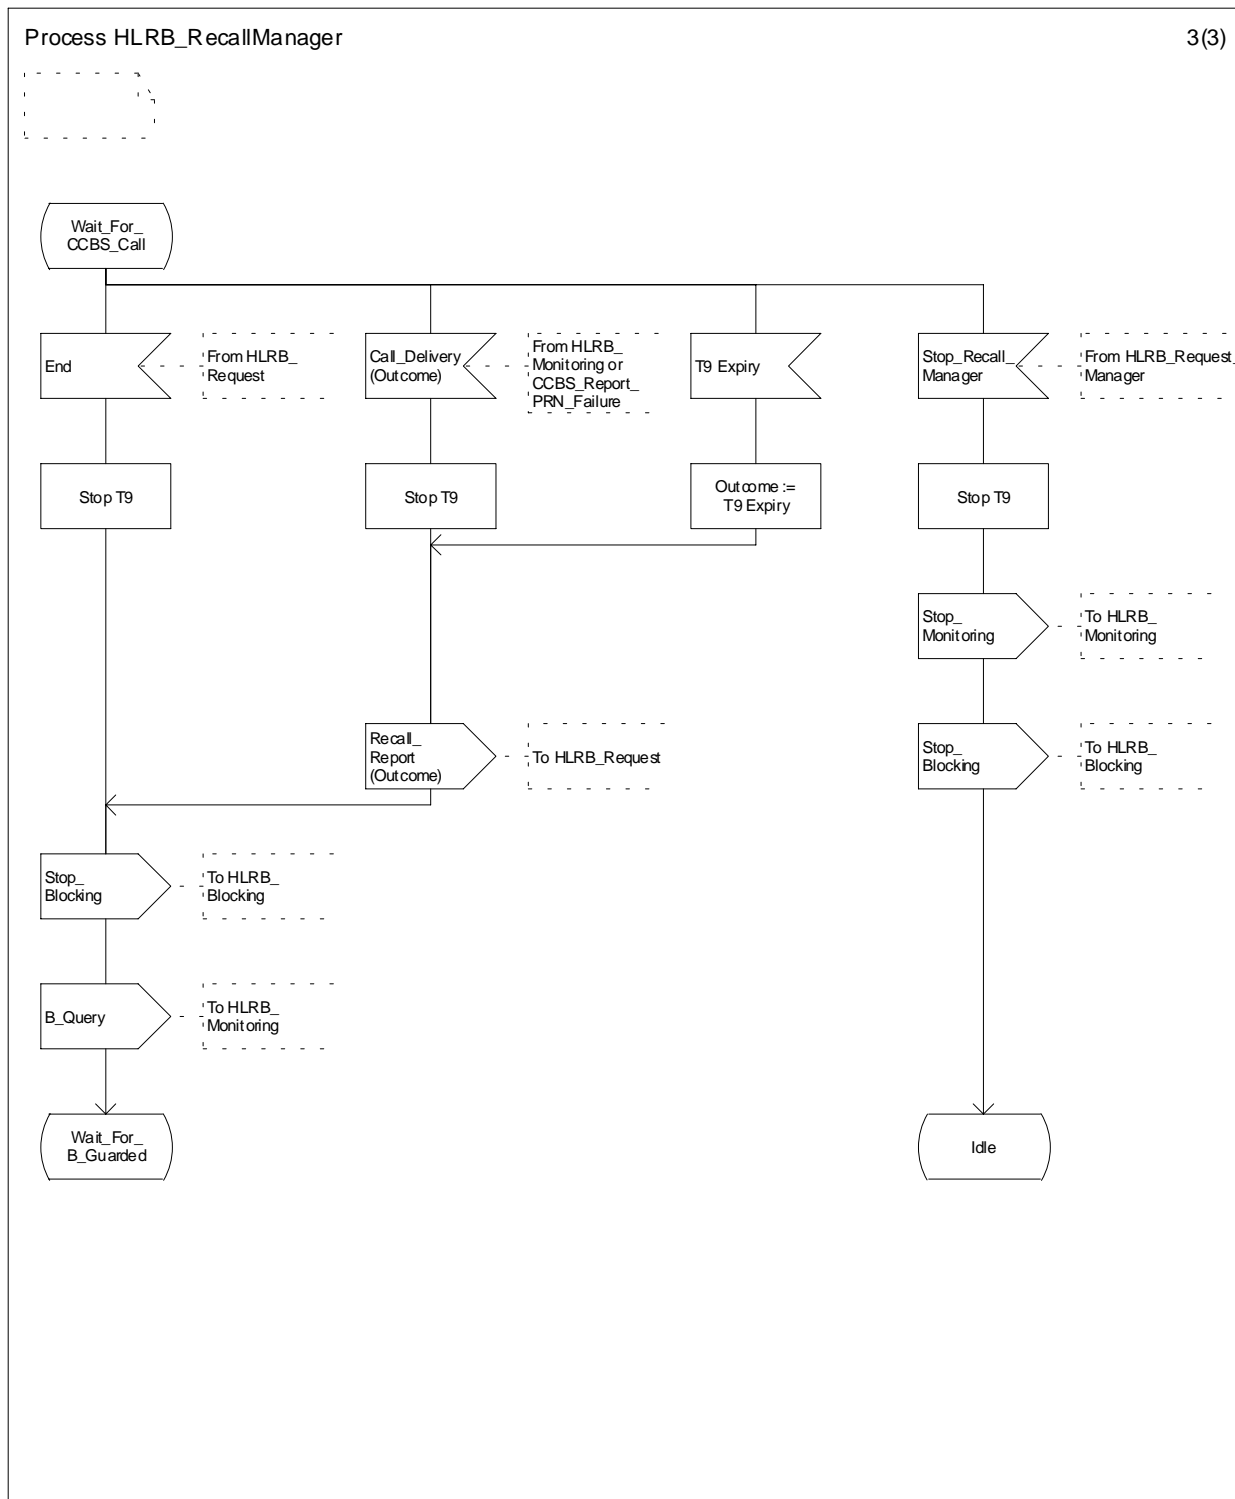 Process HLRB_RecallManager
3(3)
Wait_For_
CCBS_Call
End
From HLRB_
Request
Call_Delivery
(Outcome)
From HLRB_
Monitoring or
CCBS_Report_
PRN_Failure
T9 Expiry
Stop_Recall_
Manager
From HLRB_Request_
Manager
Stop T9
Stop T9
Outcome :=
T9 Expiry
Stop T9
Stop_
Monitoring
To HLRB_
Monitoring
Recall_
Report
(Outcome)
To HLRB_Request
Stop_
Blocking
To HLRB_
Blocking
Stop_
Blocking
To HLRB_
Blocking
B_Query
To HLRB_
Monitoring
Wait_For_
B_Guarded
Idle